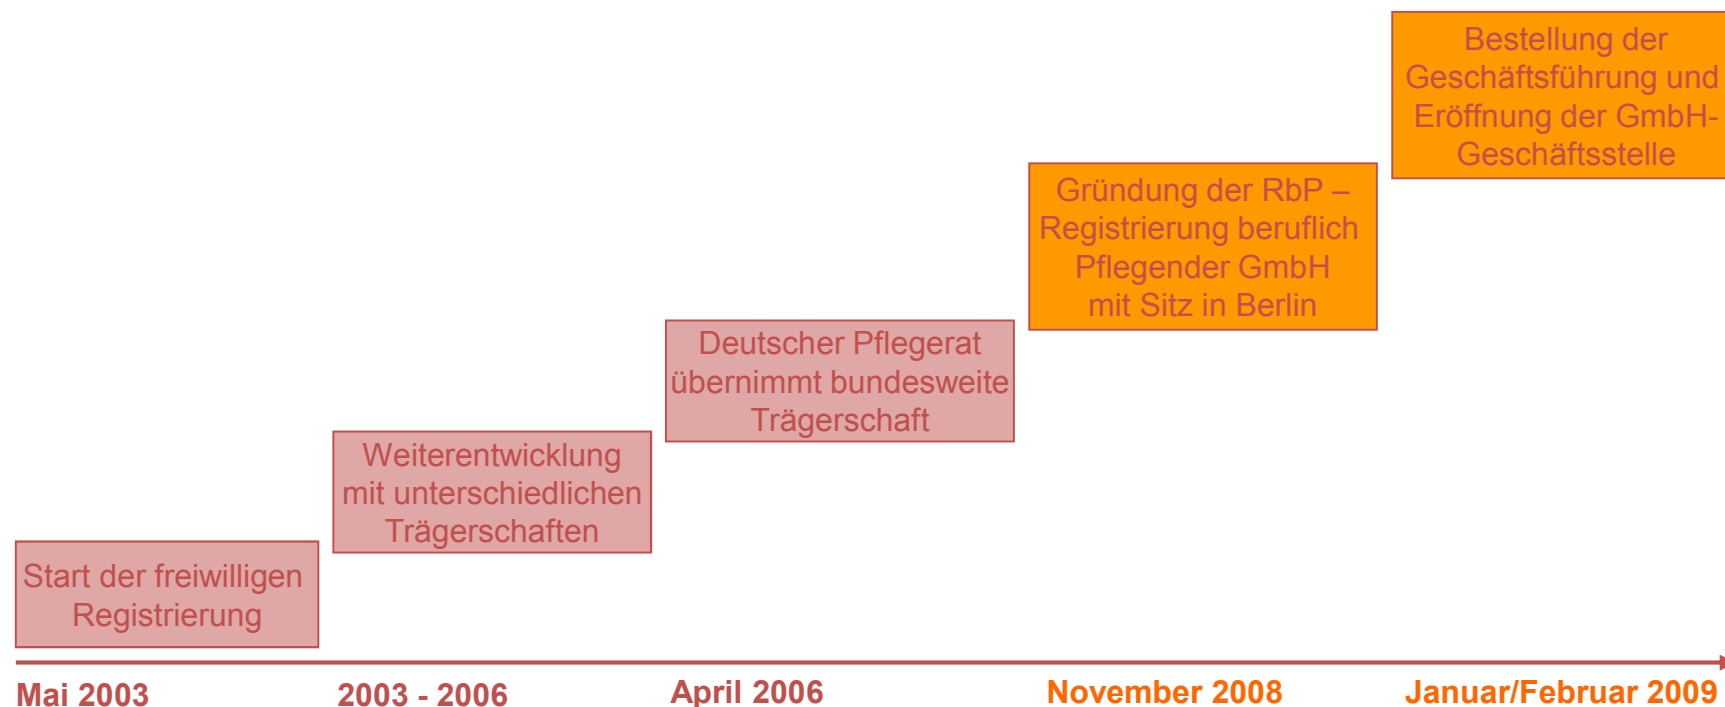 Bestellung der
Geschäftsführung und
Eröffnung der GmbH-
Geschäftsstelle
Gründung der RbP –
Registrierung beruflich
Pflegender GmbH
mit Sitz in Berlin
Deutscher Pflegerat
übernimmt bundesweite
Trägerschaft
Weiterentwicklung
mit unterschiedlichen
Trägerschaften
Start der freiwilligen
Registrierung
Mai 2003
2003 - 2006
April 2006
November 2008
Januar/Februar 2009